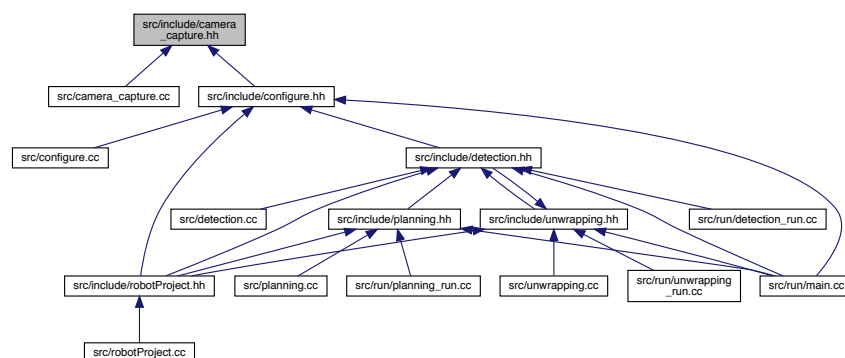 src/include/camera
_capture.hh
src/camera_capture.cc
src/include/configure.hh
src/configure.cc
src/include/detection.hh
src/detection.cc
src/include/planning.hh
src/include/unwrapping.hh
src/run/detection_run.cc
src/include/robotProject.hh
src/planning.cc
src/run/planning_run.cc
src/unwrapping.cc
src/run/unwrapping
_run.cc
src/run/main.cc
src/robotProject.cc